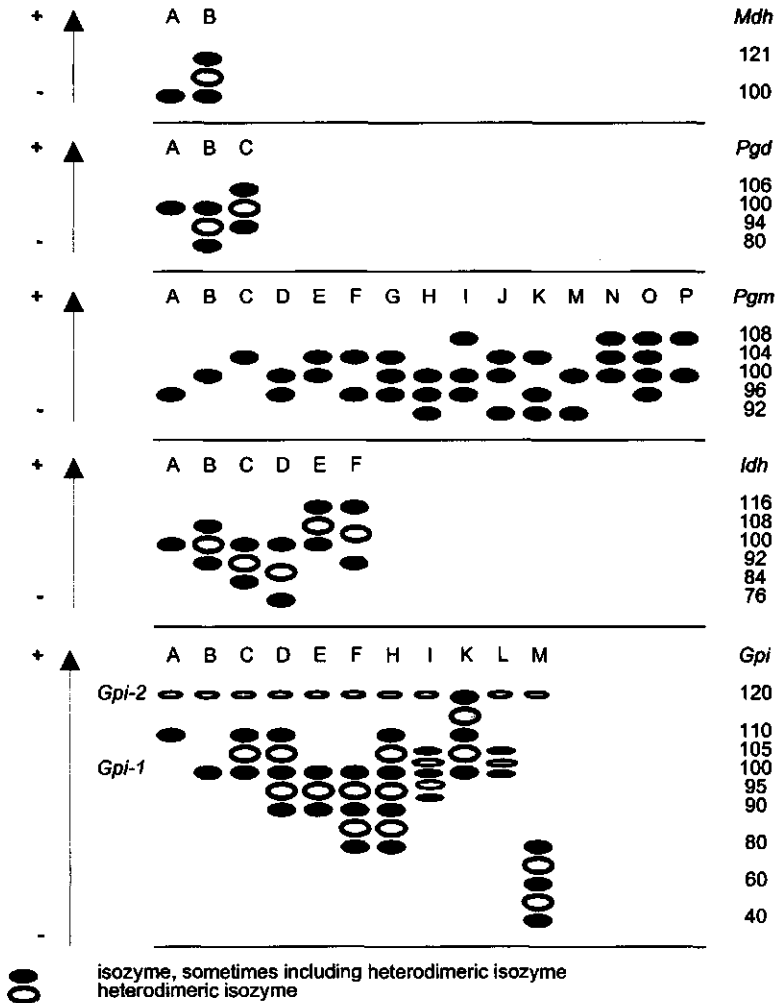 + A B Mdh
121
- 100
+ A B C Pgd
106
100
94
- 80
+ A B C D E F G H I J K M N O P Pgm
108
104
100
96
- 92
+ A B C D E F Idh
116
108
100
92
84
- 76
+ A B C D E F H I K L M Gpi
Gpi-2 120
110
105
Gpi-1 100
95
90
80
60
40
-
isozyme, sometimes including heterodimeric isozyme
heterodimeric isozyme